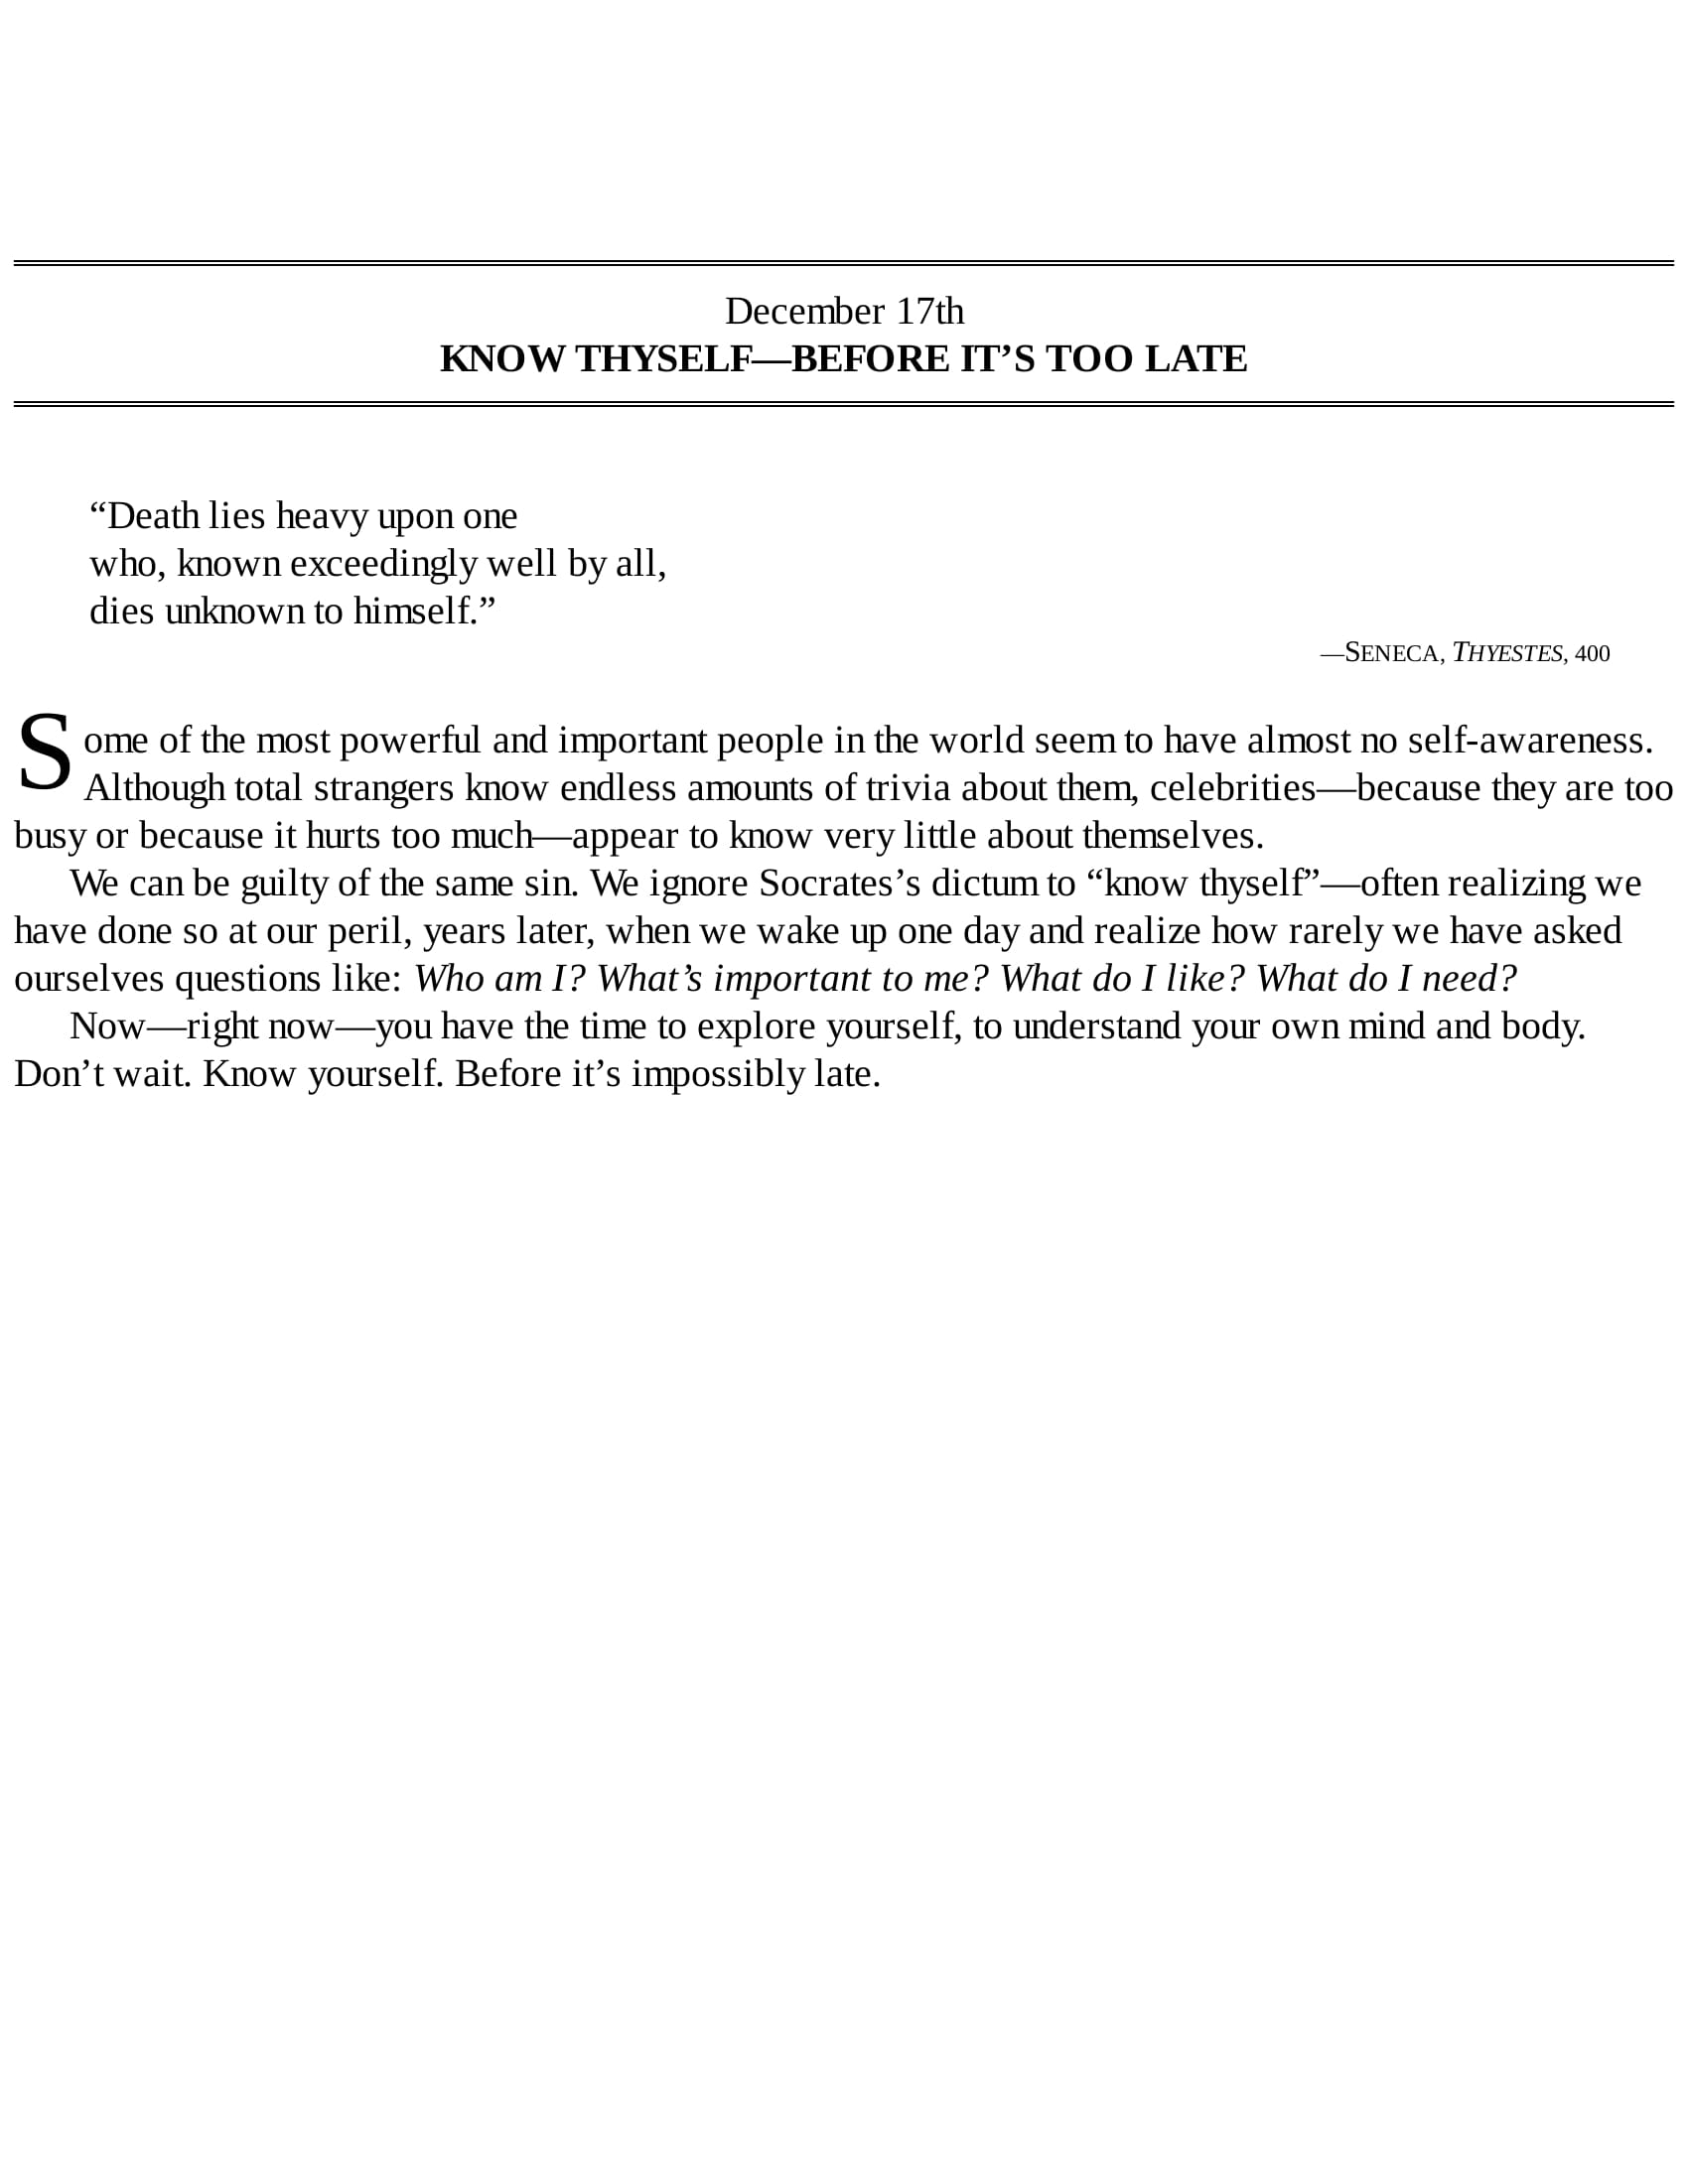 December 17th
KNOW THYSELF—BEFORE IT’S TOO LATE
“Death lies heavy upon one
who, known exceedingly well by all,
dies unknown to himself.”
—SENECA, THYESTES, 400
Some of the most powerful and important people in the world seem to have almost no self-awareness.
Although total strangers know endless amounts of trivia about them, celebrities—because they are too
busy or because it hurts too much—appear to know very little about themselves.
We can be guilty of the same sin. We ignore Socrates’s dictum to “know thyself”—often realizing we
have done so at our peril, years later, when we wake up one day and realize how rarely we have asked
ourselves questions like: Who am I? What’s important to me? What do I like? What do I need?
Now—right now—you have the time to explore yourself, to understand your own mind and body.
Don’t wait. Know yourself. Before it’s impossibly late.